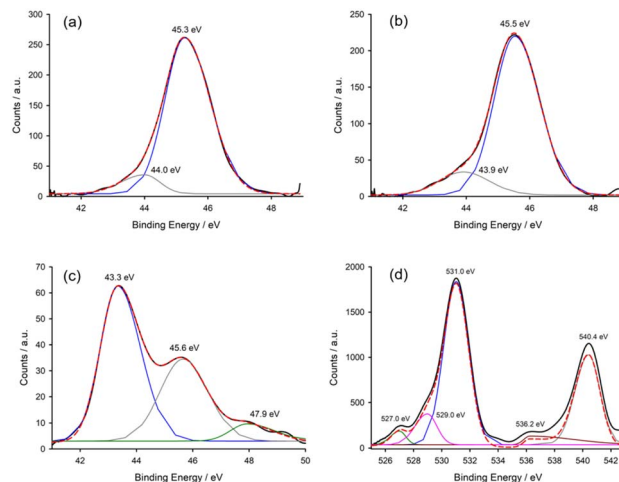 (a)
45.3 eV
44.0 eV
Counts / a.u.
300
250
200
150
100
50
0
42 44 46 48
Binding Energy / eV
(b)
45.5 eV
43.9 eV
Counts / a.u.
250
200
150
100
50
0
42 44 46 48
Binding Energy / eV
(c)
43.3 eV
45.6 eV
47.9 eV
Counts / a.u.
70
60
50
40
30
20
10
0
42 44 46 48 50
Binding Energy / eV
(d)
531.0 eV
540.4 eV
527.0 eV
529.0 eV
536.2 eV
Counts / a.u.
2000
1500
1000
500
0
526 528 530 532 534 536 538 540 542
Binding Energy / eV